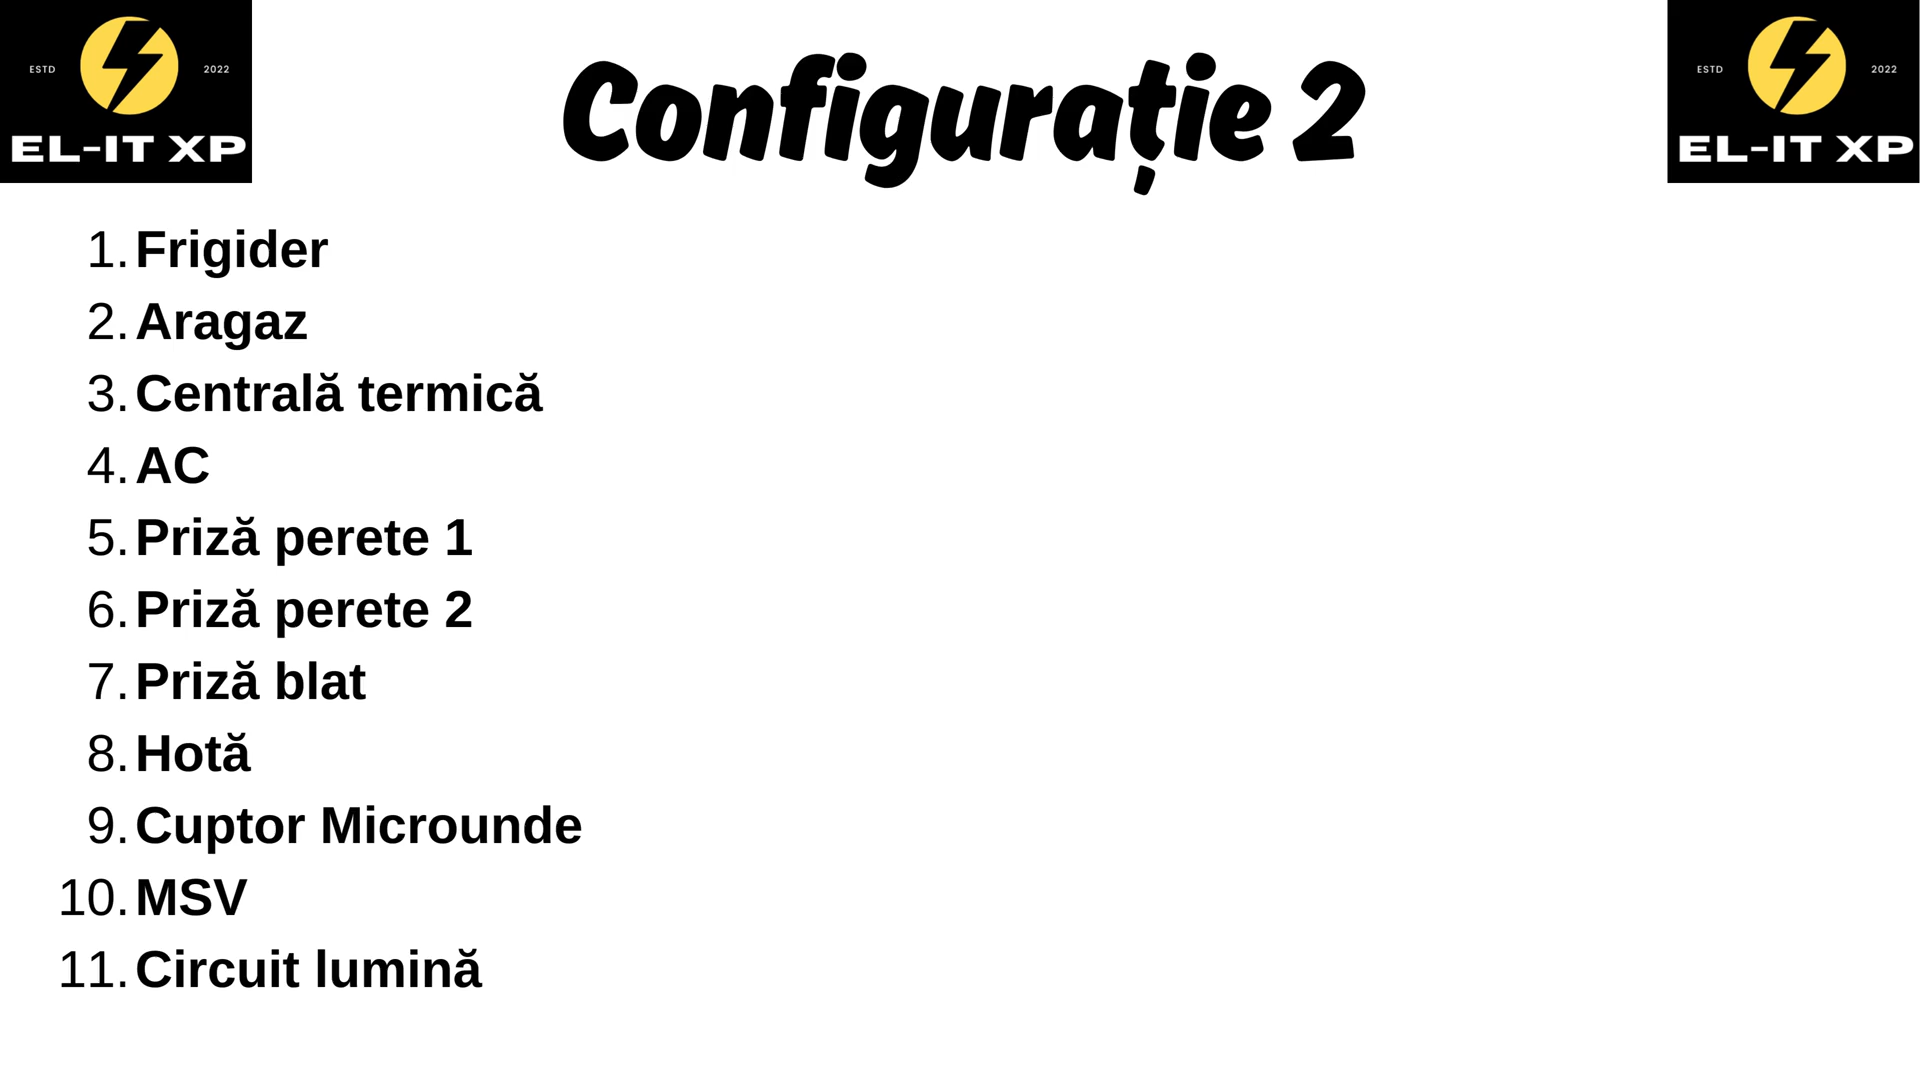 ESTD 2022
EL-IT XP
Configurație 2
ESTD 2022
EL-IT XP
1. Frigider
2. Aragaz
3. Centrală termică
4. AC
5. Priză perete 1
6. Priză perete 2
7. Priză blat
8. Hotă
9. Cuptor Microunde
10. MSV
11. Circuit lumină